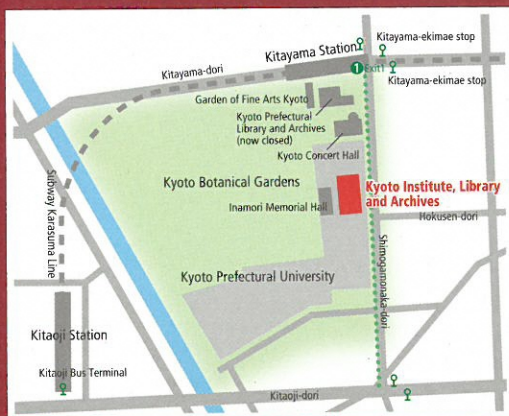 Kitayama-ekimae stop
Kitayama Station
1 Exit1
Kitayama-ekimae stop
Kitayama-dori
Garden of Fine Arts Kyoto
Kyoto Prefectural
Library and Archives
(now closed)
Kyoto Concert Hall
Kyoto Botanical Gardens
Kyoto Institute, Library
and Archives
Inamori Memorial Hall
Hokusen-dori
Subway Karasuma Line
Shimogamonaka-dori
Kyoto Prefectural University
Kitaoji Station
Kitaoji Bus Terminal
Kitaoji-dori